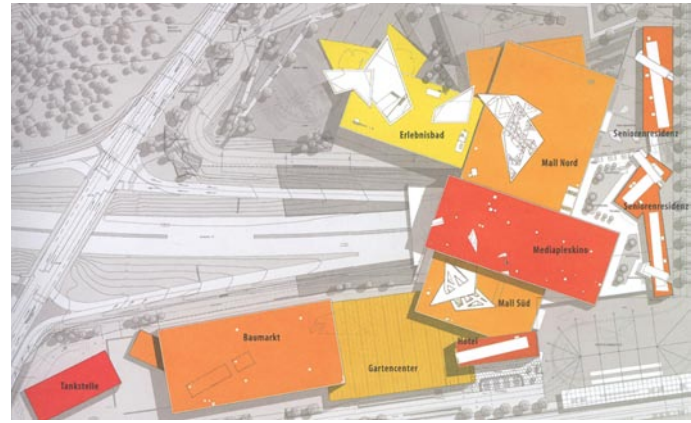 Erlebnisbad
Mall Nord
Seniorenresidenz
Seniorenresidenz
Mediaplexkino
Mall Süd
Hotel
Baumarkt
Gartencenter
Tankstelle